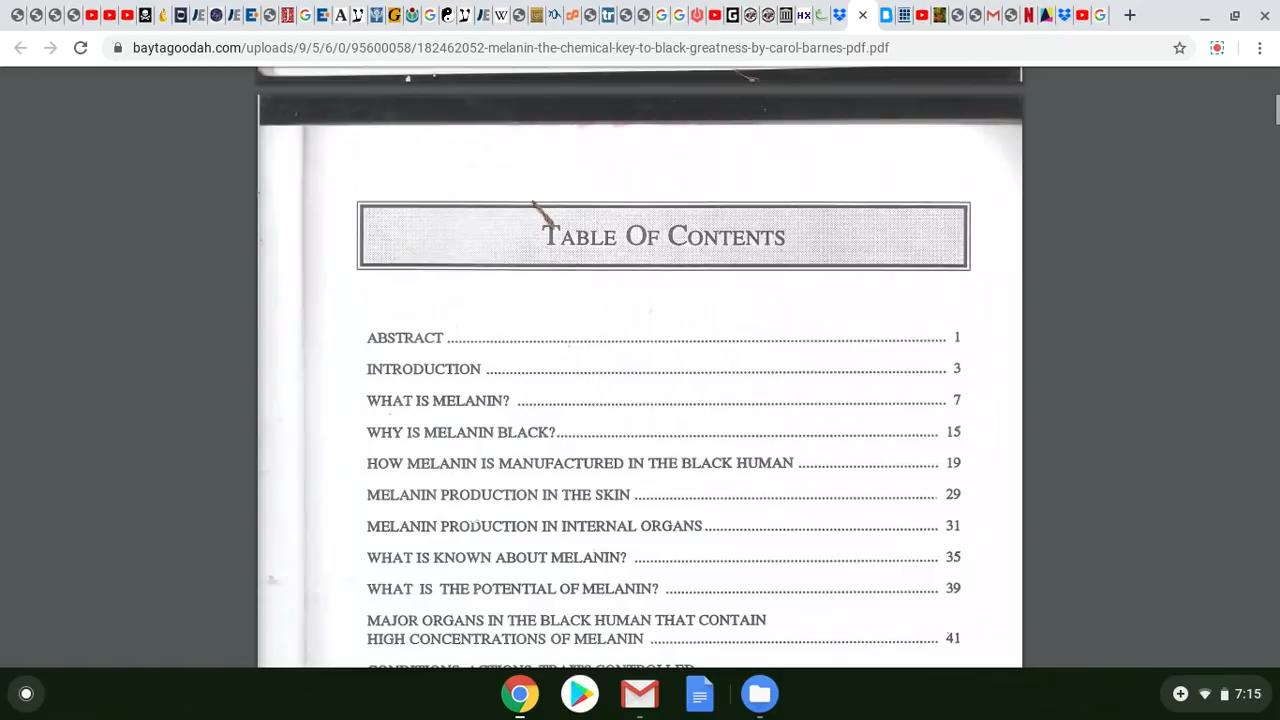 baytagoodah.com/uploads/9/5/6/0/95600058/182462052-melanin-the-chemical-key-to-black-greatness-by-carol-barnes-pdf.pdf
TABLE OF CONTENTS
ABSTRACT ........ 1
INTRODUCTION ........ 3
WHAT IS MELANIN? ........ 7
WHY IS MELANIN BLACK? ........ 15
HOW MELANIN IS MANUFACTURED IN THE BLACK HUMAN ........ 19
MELANIN PRODUCTION IN THE SKIN ........ 29
MELANIN PRODUCTION IN INTERNAL ORGANS ........ 31
WHAT IS KNOWN ABOUT MELANIN? ........ 35
WHAT IS THE POTENTIAL OF MELANIN? ........ 39
MAJOR ORGANS IN THE BLACK HUMAN THAT CONTAIN
HIGH CONCENTRATIONS OF MELANIN ........ 41
CONDITIONS, ACTIONS, TRAITS CONTROLLED
7:15